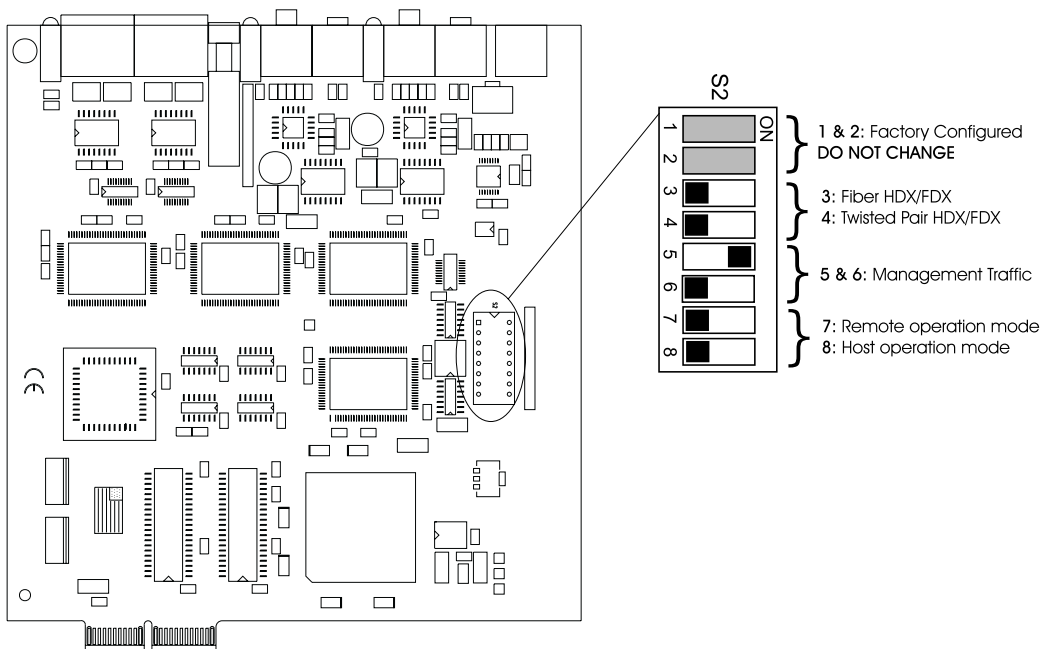 S2
ON
1
2
3
4
5
6
7
8
1 & 2: Factory Configured
DO NOT CHANGE
3: Fiber HDX/FDX
4: Twisted Pair HDX/FDX
5 & 6: Management Traffic
7: Remote operation mode
8: Host operation mode
S2
CE